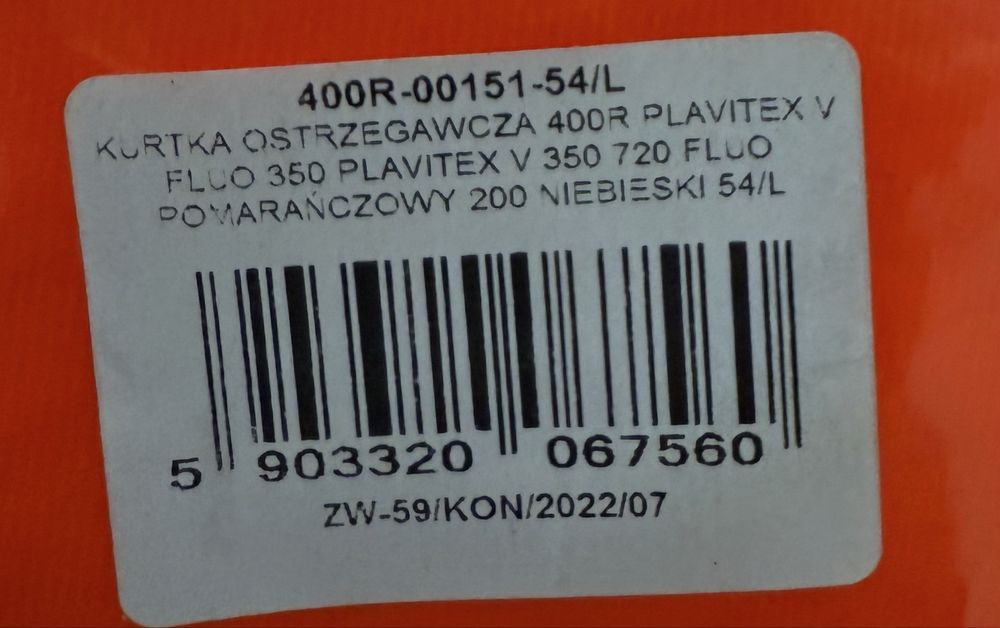 400R-00151-54/L
KURTKA OSTRZEGAWCZA 400R PLAVITEX V
FLUO 350 PLAVITEX V 350 720 FLUO
POMARAŃCZOWY 200 NIEBIESKI 54/L
5 903320 067560
ZW-59/KON/2022/07